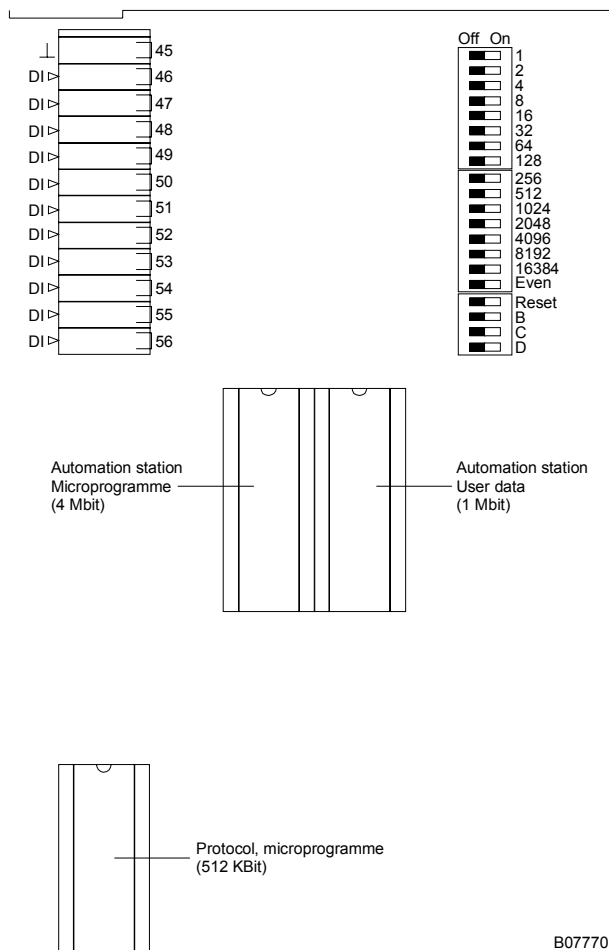 45
DI 46
DI 47
DI 48
DI 49
DI 50
DI 51
DI 52
DI 53
DI 54
DI 55
DI 56
Off On
1
2
4
8
16
32
64
128
256
512
1024
2048
4096
8192
16384
Even
Reset
B
C
D
Automation station
Microprogramme
(4 Mbit)
Automation station
User data
(1 Mbit)
Protocol, microprogramme
(512 KBit)
B07770